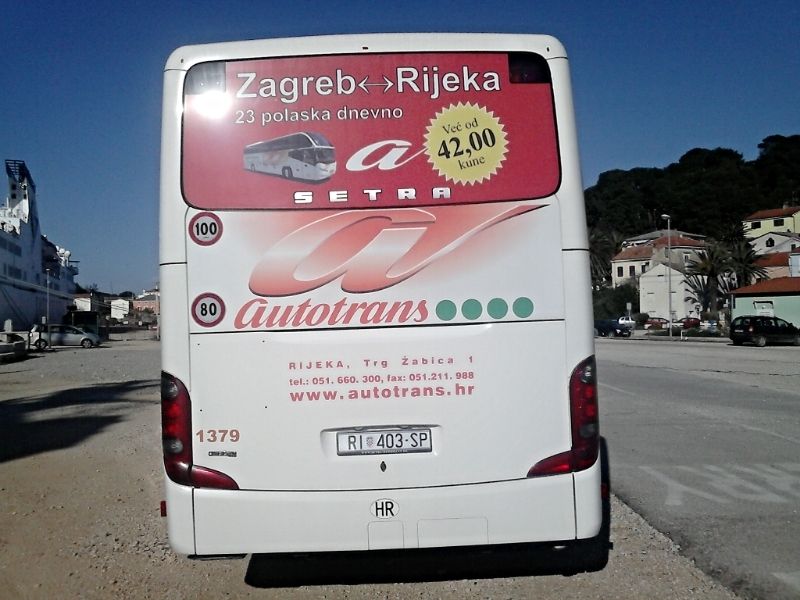 Zagreb↔Rijeka
23 polaska dnevno
Već od
42,00
kune
a
SETRA
100
80
autotrans
RIJEKA, Trg Žabica 1
tel.: 051. 660. 300, fax: 051.211. 988
www.autotrans.hr
1379
RI 403-SP
HR